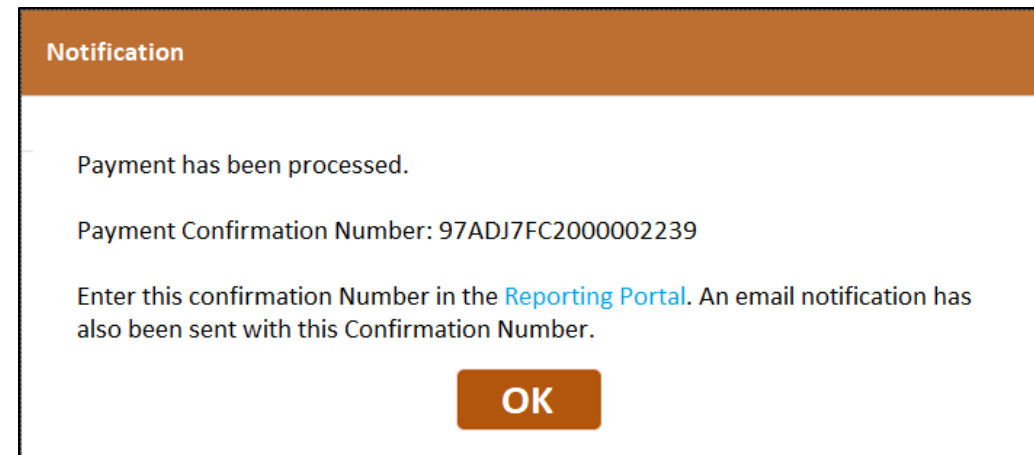 Notification
Payment has been processed.
Payment Confirmation Number: 97ADJ7FC2000002239
Enter this confirmation Number in the Reporting Portal. An email notification has
also been sent with this Confirmation Number.
OK